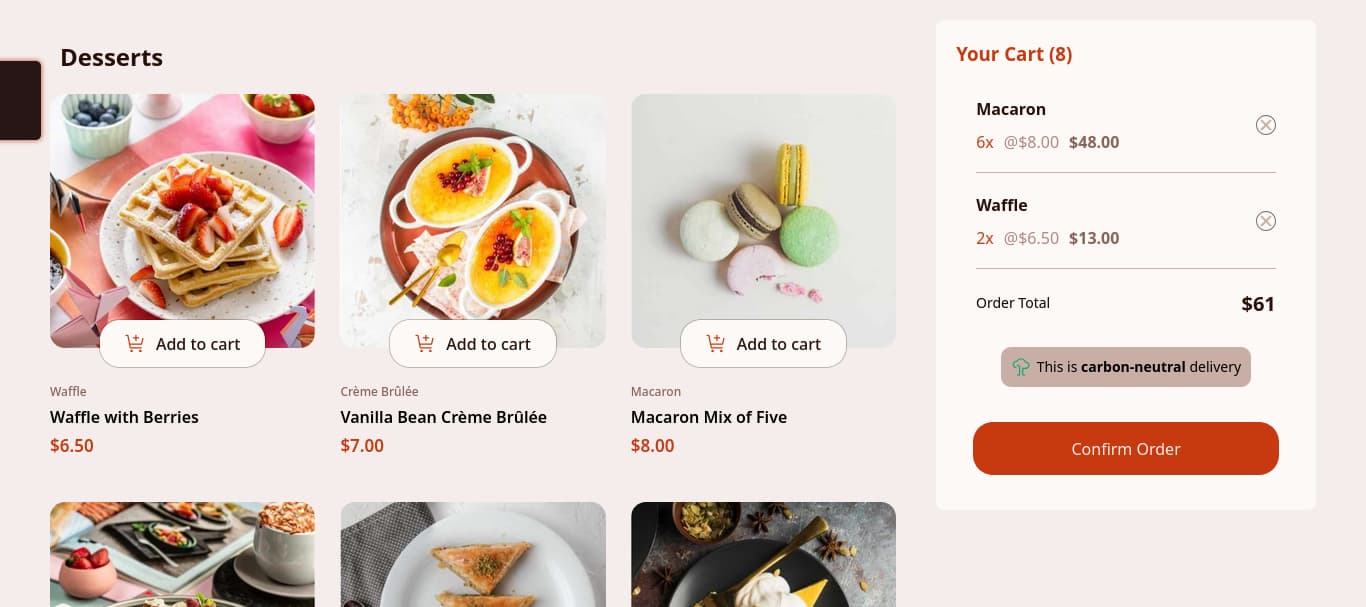 Desserts
Add to cart
Add to cart
Add to cart
Waffle
Waffle with Berries
$6.50
Crème Brûlée
Vanilla Bean Crème Brûlée
$7.00
Macaron
Macaron Mix of Five
$8.00
Your Cart (8)
Macaron
6x @$8.00 $48.00
Waffle
2x @$6.50 $13.00
Order Total $61
This is carbon-neutral delivery
Confirm Order